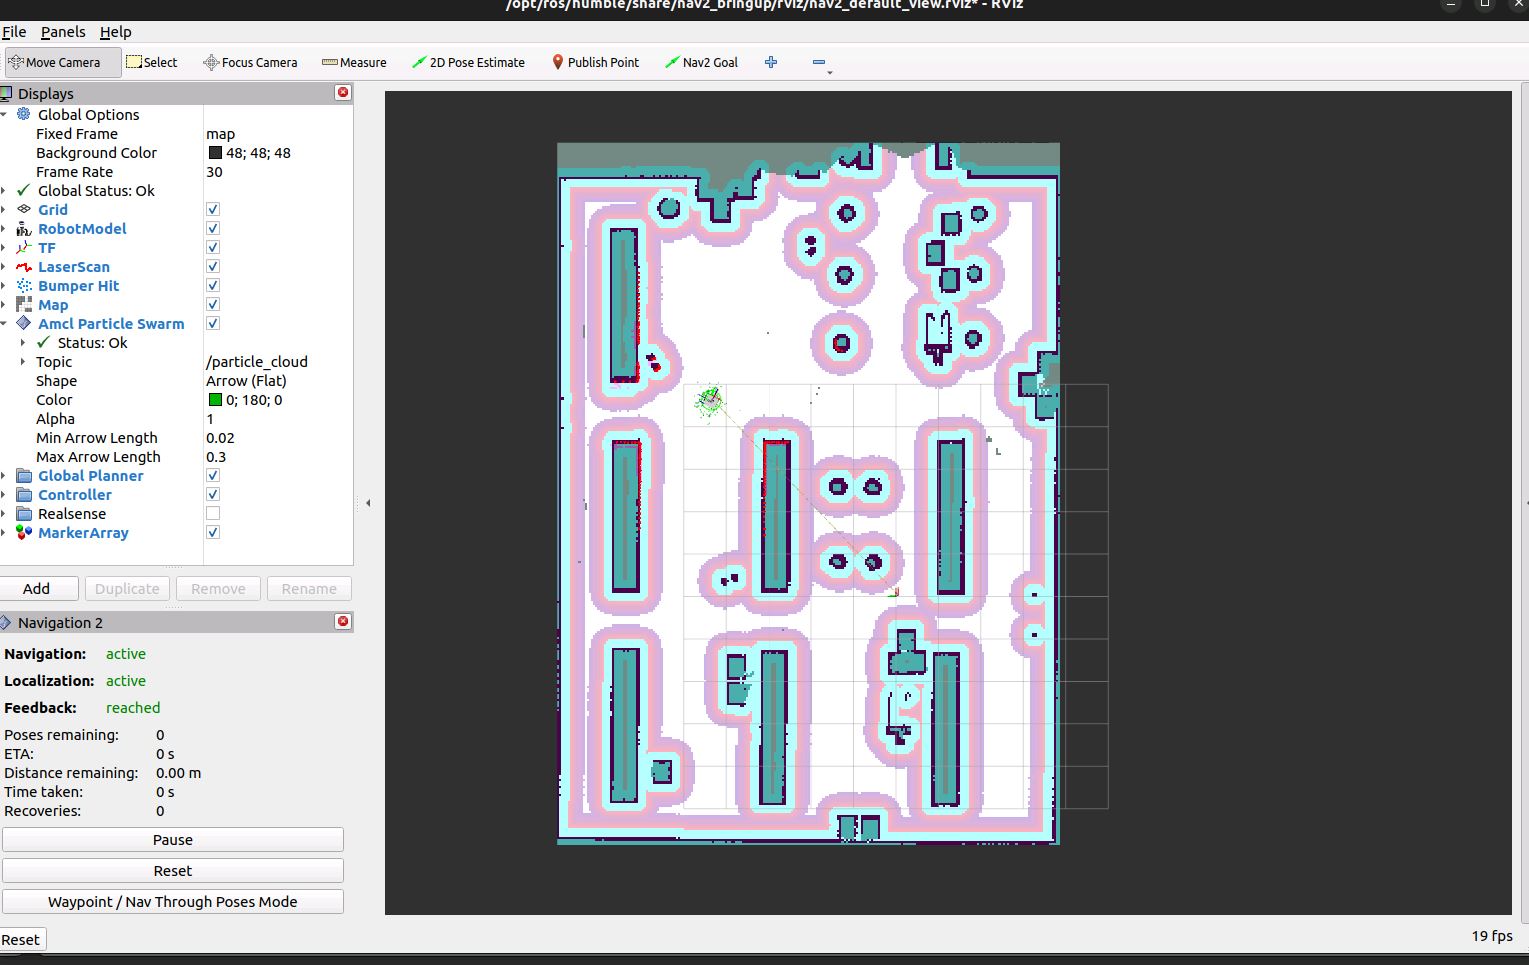 /opt/ros/humble/share/nav2_bringup/rviz/nav2_default_view.rviz* - RViz
File Panels Help
Move Camera Select Focus Camera Measure 2D Pose Estimate Publish Point Nav2 Goal
Displays
Global Options
Fixed Frame map
Background Color 48; 48; 48
Frame Rate 30
Global Status: Ok
Grid
RobotModel
TF
LaserScan
Bumper Hit
Map
Amcl Particle Swarm
Status: Ok
Topic /particle_cloud
Shape Arrow (Flat)
Color 0; 180; 0
Alpha 1
Min Arrow Length 0.02
Max Arrow Length 0.3
Global Planner
Controller
Realsense
MarkerArray
Add Duplicate Remove Rename
Navigation 2
Navigation: active
Localization: active
Feedback: reached
Poses remaining: 0
ETA: 0 s
Distance remaining: 0.00 m
Time taken: 0 s
Recoveries: 0
Pause
Reset
Waypoint / Nav Through Poses Mode
Reset
19 fps